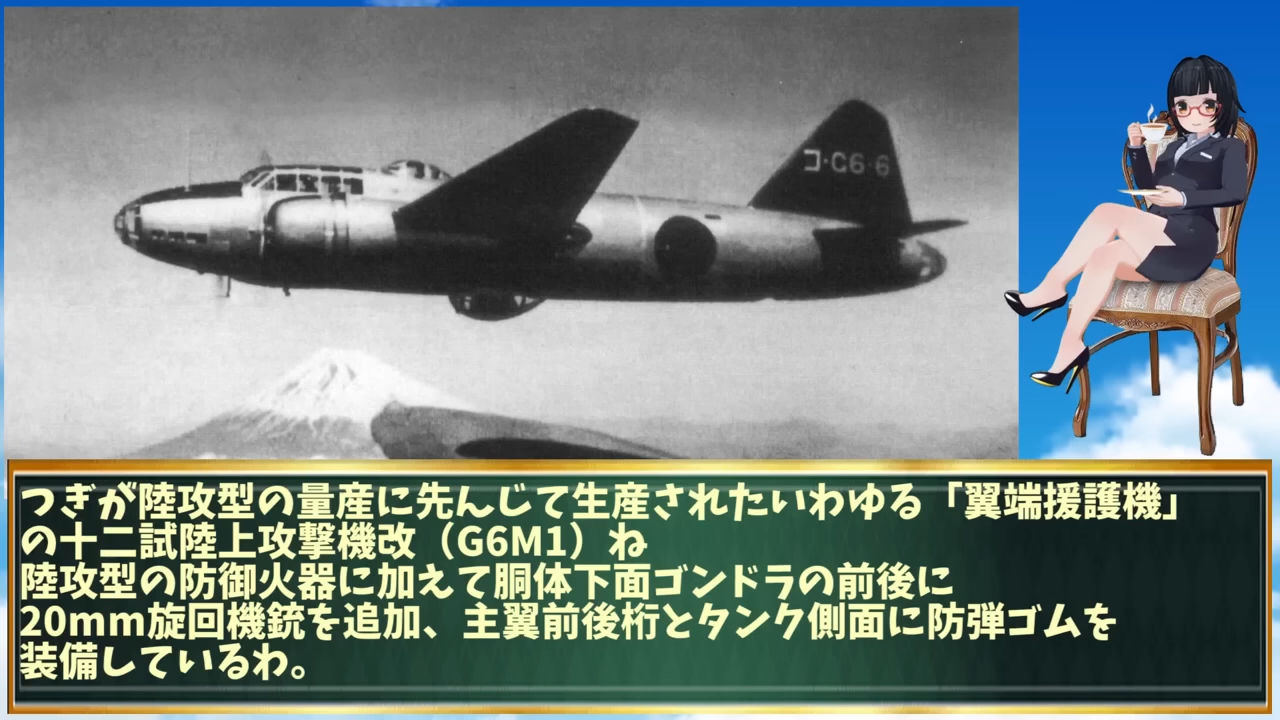 コ-G6-6
つぎが陸攻型の量産に先んじて生産されたいわゆる「翼端援護機」
の十二試陸上攻撃機改（G6M1）ね
陸攻型の防御火器に加えて胴体下面ゴンドラの前後に
20mm旋回機銃を追加、主翼前後桁とタンク側面に防弾ゴムを
装備しているわ。